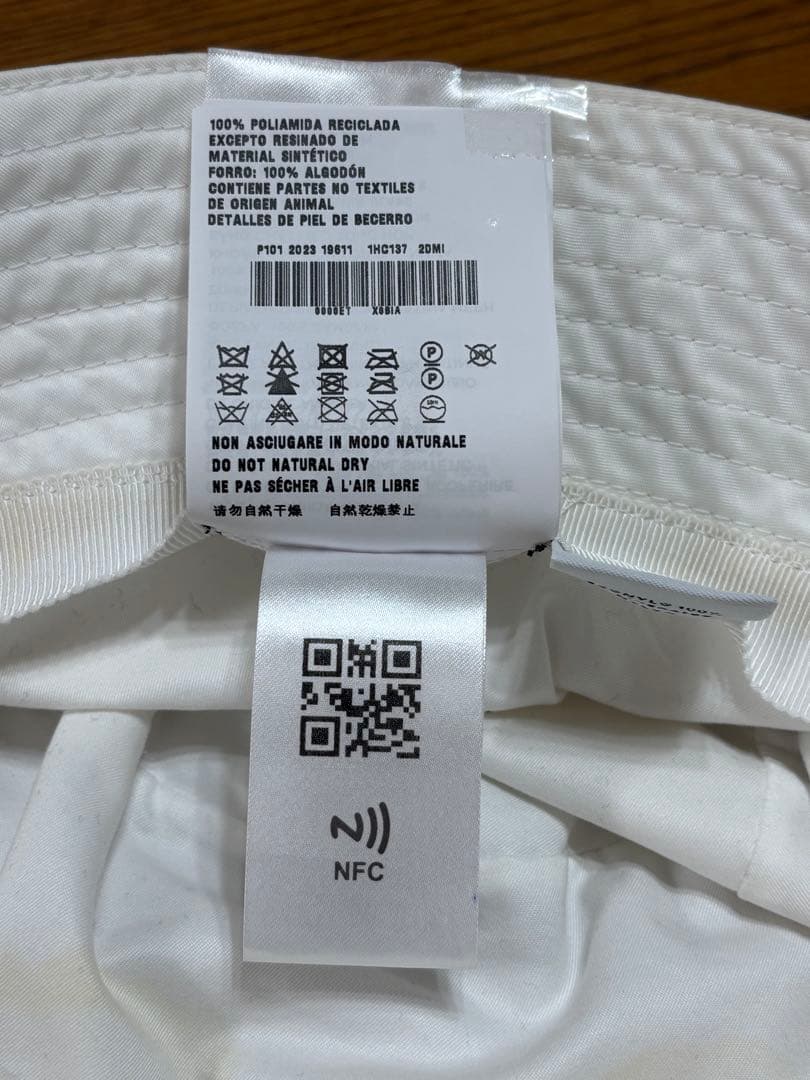 100% POLIAMIDA RECICLADA
EXCEPTO RESINADO DE
MATERIAL SINTÉTICO
FORRO: 100% ALGODÓN
CONTIENE PARTES NO TEXTILES
DE ORIGEN ANIMAL
DETALLES DE PIEL DE BECERRO
P101 2023 19611 1HC137 2DMI
0000ET X0BIA
P
P
NON ASCIUGARE IN MODO NATURALE
DO NOT NATURAL DRY
NE PAS SÉCHER À L'AIR LIBRE
请勿自然干燥 自然乾燥禁止
NFC